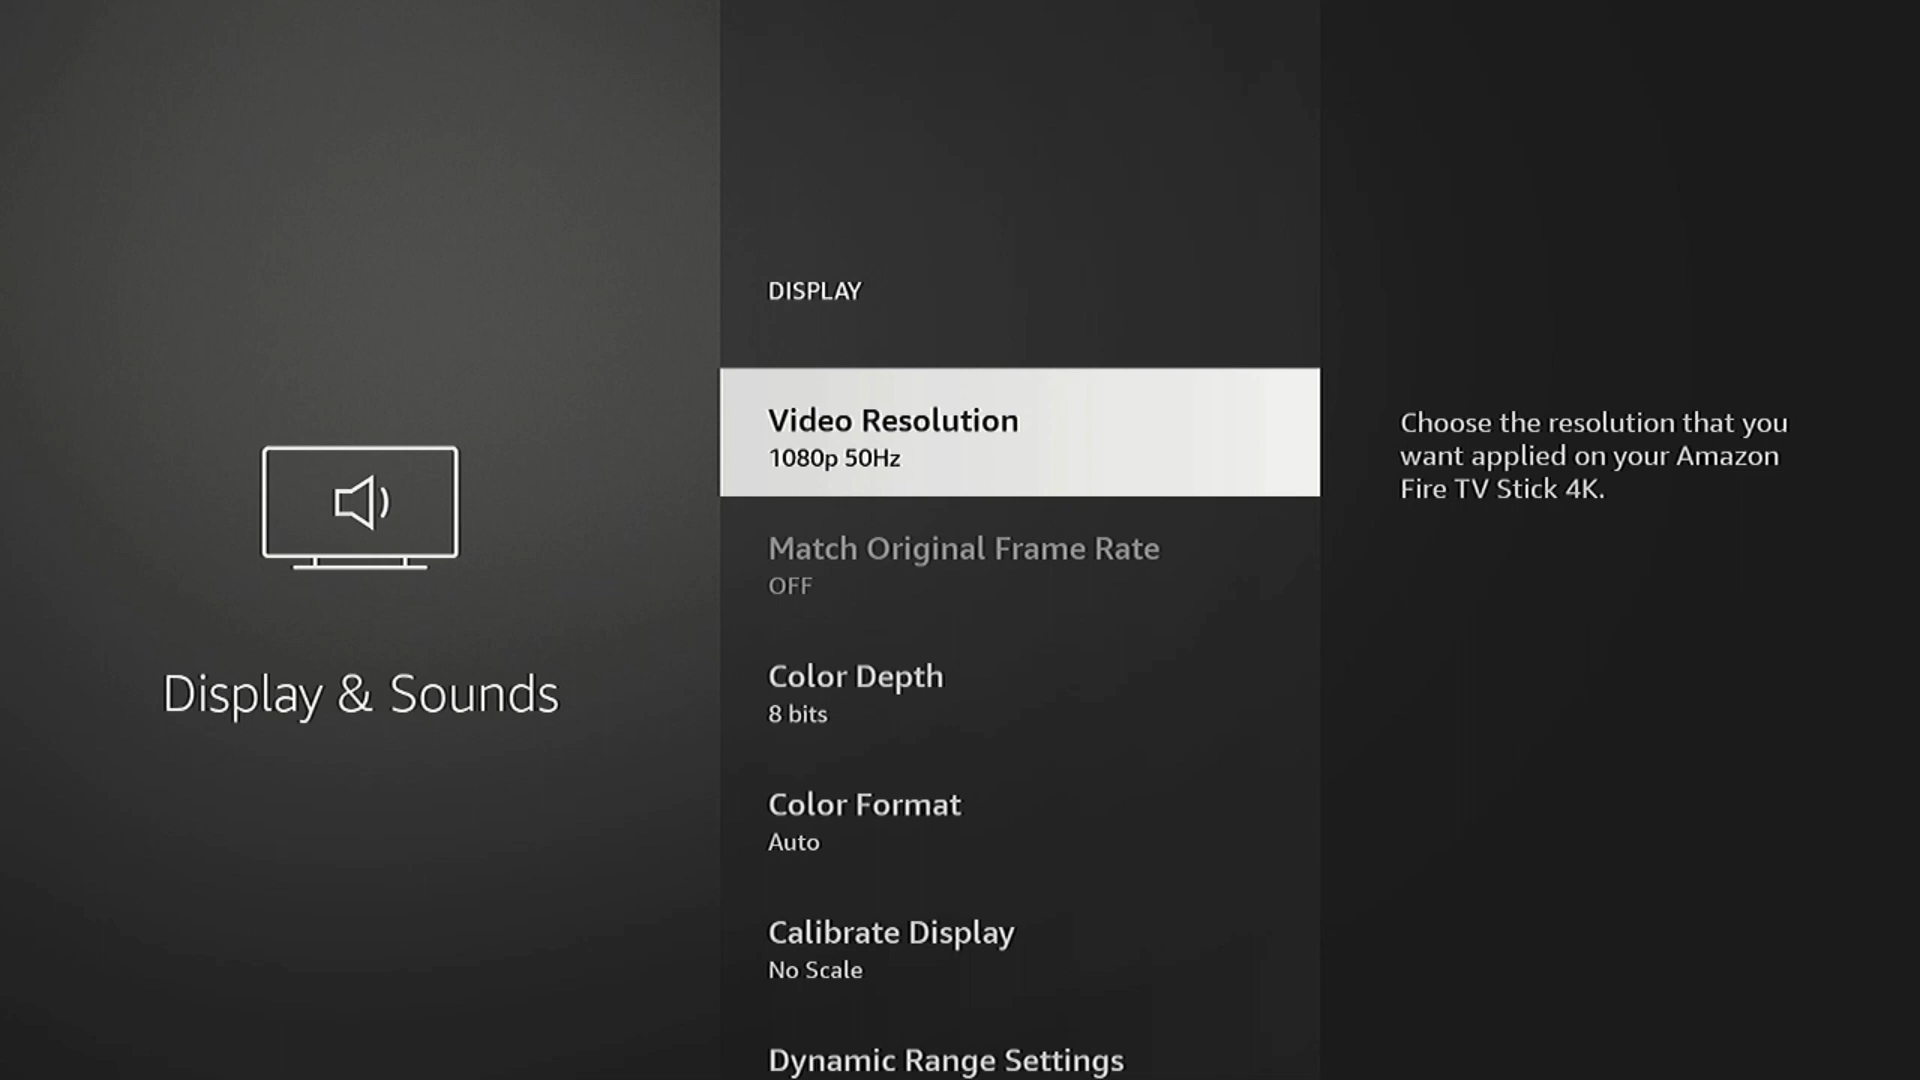 Display & Sounds
DISPLAY
Video Resolution
1080p 50Hz
Match Original Frame Rate
OFF
Color Depth
8 bits
Color Format
Auto
Calibrate Display
No Scale
Dynamic Range Settings
Choose the resolution that you
want applied on your Amazon
Fire TV Stick 4K.